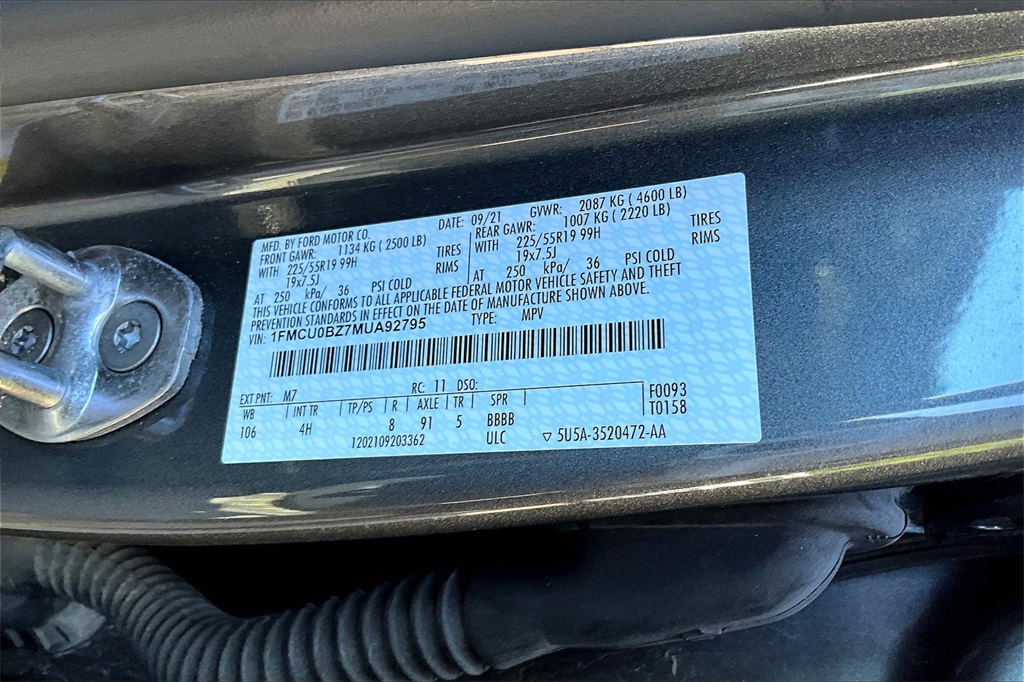 MFD. BY FORD MOTOR CO. DATE: 09/21 GVWR: 2087 KG ( 4600 LB)
FRONT GAWR: 1134 KG ( 2500 LB) REAR GAWR: 1007 KG ( 2220 LB)
WITH 225/55R19 99H TIRES WITH 225/55R19 99H TIRES
19x7.5J RIMS 19x7.5J RIMS
AT 250 kPa/ 36 PSI COLD AT 250 kPa/ 36 PSI COLD
THIS VEHICLE CONFORMS TO ALL APPLICABLE FEDERAL MOTOR VEHICLE SAFETY AND THEFT
PREVENTION STANDARDS IN EFFECT ON THE DATE OF MANUFACTURE SHOWN ABOVE.
VIN: 1FMCU0BZ7MUA92795 TYPE: MPV
EXT PNT: M7 RC: 11 DSO: F0093
WB INT TR TP/PS R AXLE TR SPR T0158
106 4H 8 91 5 BBBB
1202109203362 ULC ▽ 5U5A-3520472-AA